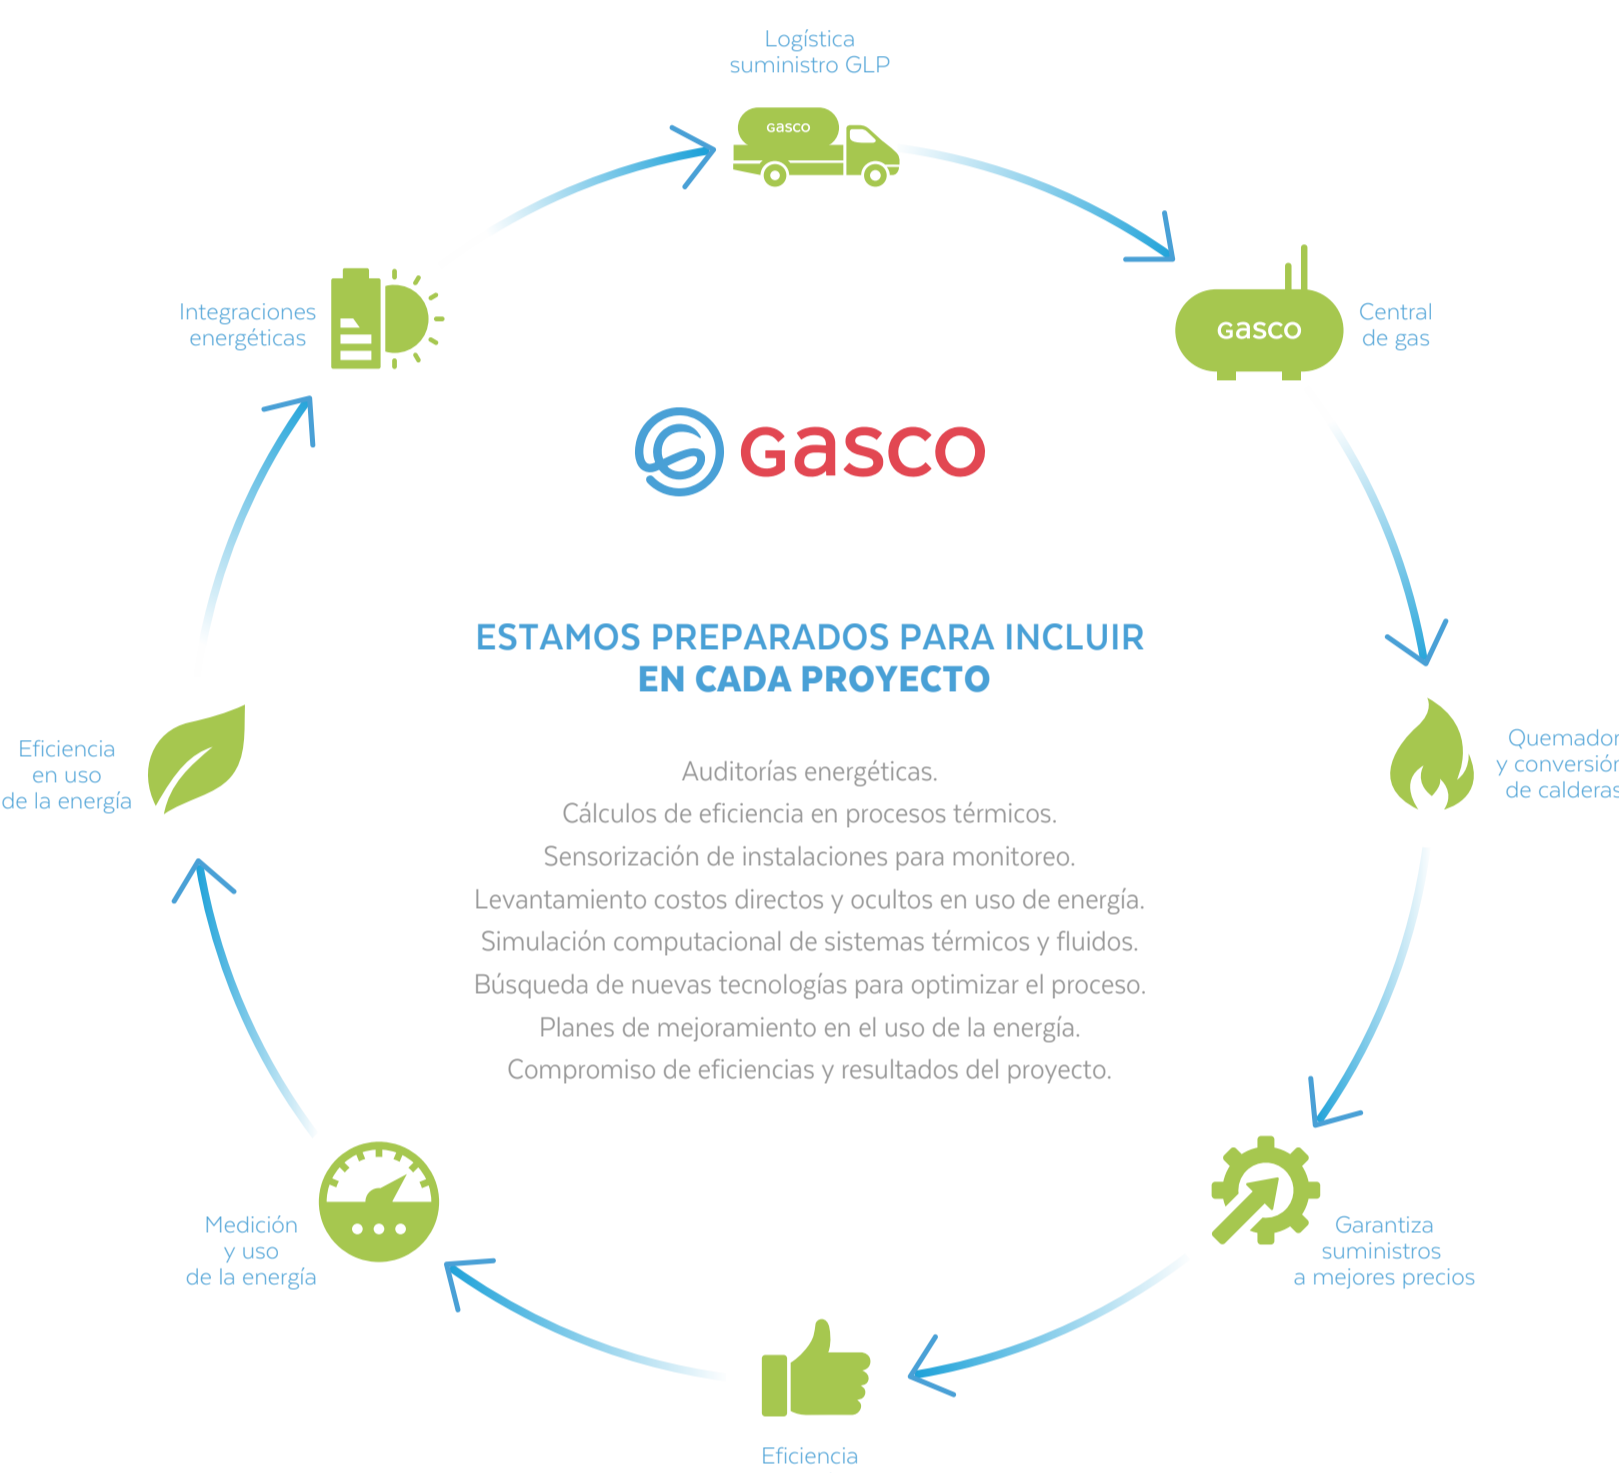 Logística
suministro GLP
Gasco
Integraciones
energéticas
Gasco
Central
de gas
Gasco
ESTAMOS PREPARADOS PARA INCLUIR
EN CADA PROYECTO
Eficiencia
en uso
de la energía
Quemador
y conversión
de calderas
Auditorías energéticas.
Cálculos de eficiencia en procesos térmicos.
Sensorización de instalaciones para monitoreo.
Levantamiento costos directos y ocultos en uso de energía.
Simulación computacional de sistemas térmicos y fluidos.
Búsqueda de nuevas tecnologías para optimizar el proceso.
Planes de mejoramiento en el uso de la energía.
Compromiso de eficiencias y resultados del proyecto.
Medición
y uso
de la energía
Garantiza
suministros
a mejores precios
Eficiencia